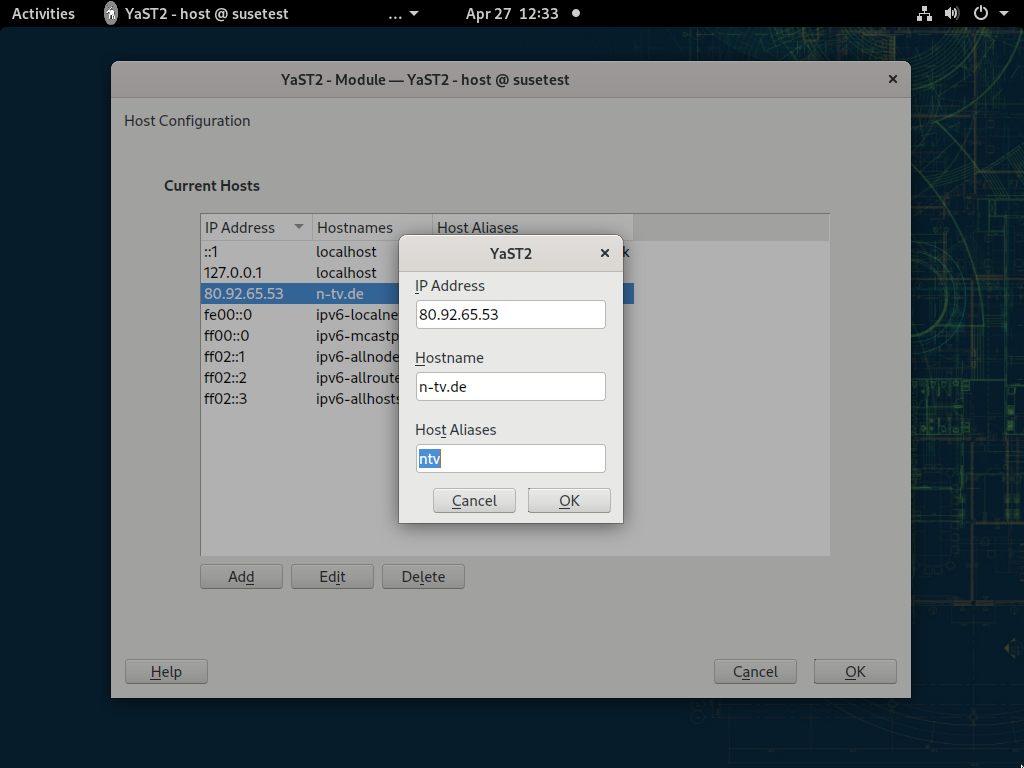 Activities YaST2 - host @ susetest ... Apr 27 12:33
YaST2 - Module — YaST2 - host @ susetest
Host Configuration
Current Hosts
IP Address Hostnames Host Aliases
::1 localhost
127.0.0.1 localhost
80.92.65.53 n-tv.de
fe00::0 ipv6-localne
ff00::0 ipv6-mcastp
ff02::1 ipv6-allnode
ff02::2 ipv6-allroute
ff02::3 ipv6-allhosts
YaST2
IP Address
80.92.65.53
Hostname
n-tv.de
Host Aliases
ntv
Cancel OK
Add Edit Delete
Help Cancel OK